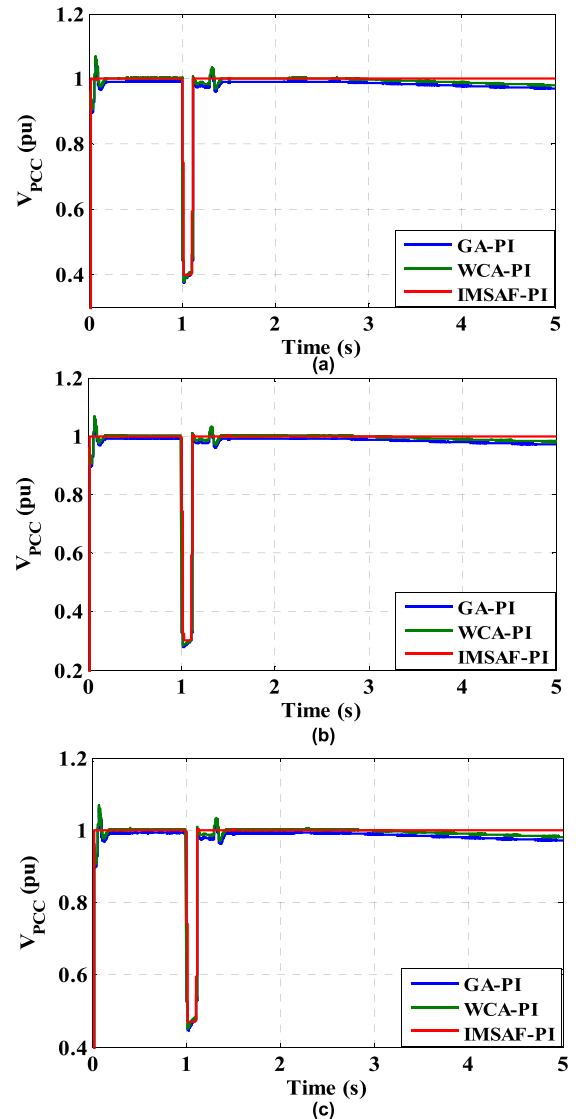 1.2
1
0.8
0.6
0.4
V_PCC (pu)
GA-PI
WCA-PI
IMSAF-PI
0 1 2 3 4 5
Time (s)
(a)
1.2
1
0.8
0.6
0.4
0.2
V_PCC (pu)
GA-PI
WCA-PI
IMSAF-PI
0 1 2 3 4 5
Time (s)
(b)
1.2
1
0.8
0.6
0.4
V_PCC (pu)
GA-PI
WCA-PI
IMSAF-PI
0 1 2 3 4 5
Time (s)
(c)